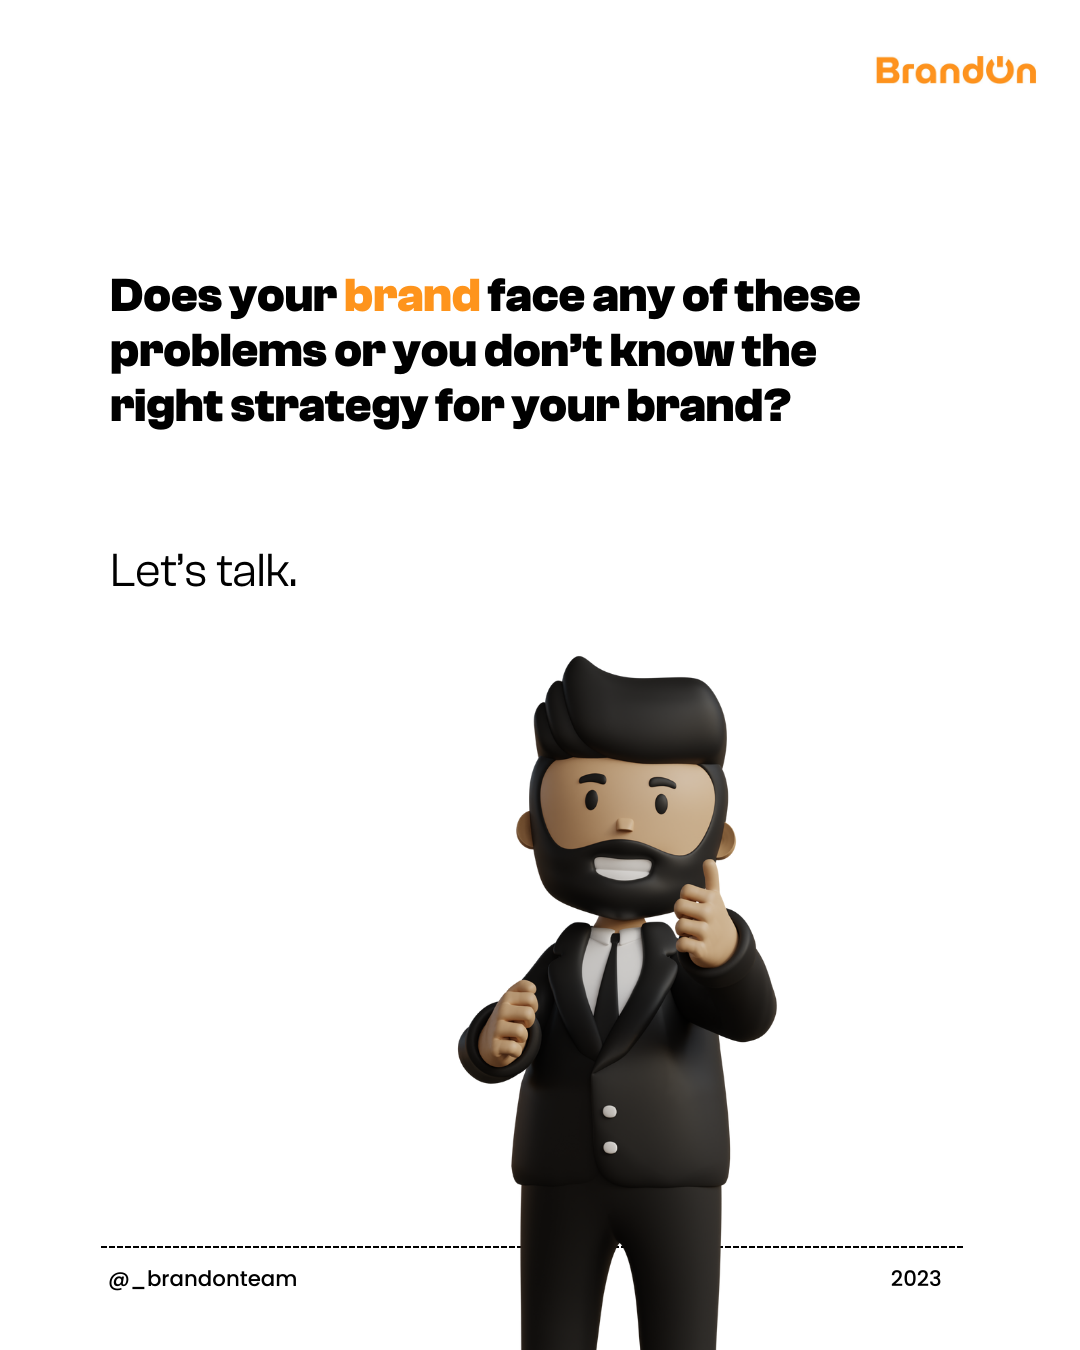 BrandOn
Does your brand face any of these
problems or you don’t know the
right strategy for your brand?
Let’s talk.
@_brandonteam
2023